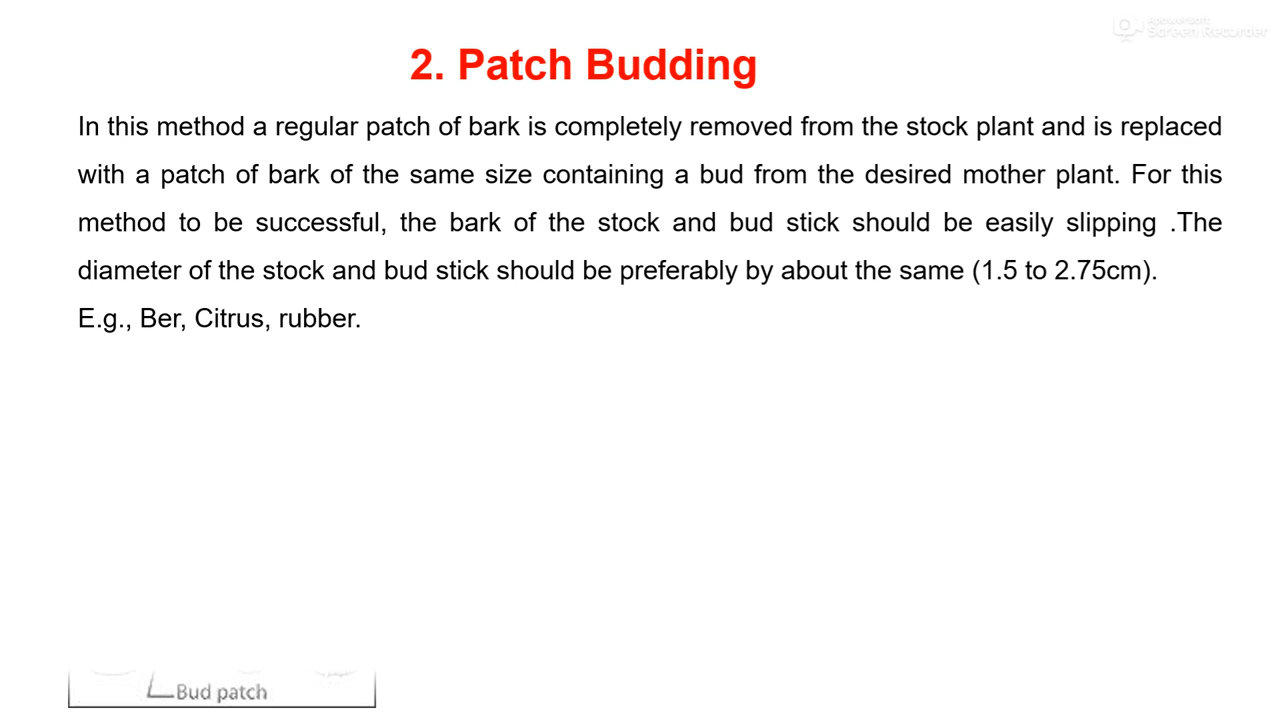 Apowersoft
Screen Recorder
2. Patch Budding
In this method a regular patch of bark is completely removed from the stock plant and is replaced
with a patch of bark of the same size containing a bud from the desired mother plant. For this
method to be successful, the bark of the stock and bud stick should be easily slipping .The
diameter of the stock and bud stick should be preferably by about the same (1.5 to 2.75cm).
E.g., Ber, Citrus, rubber.
Bud patch